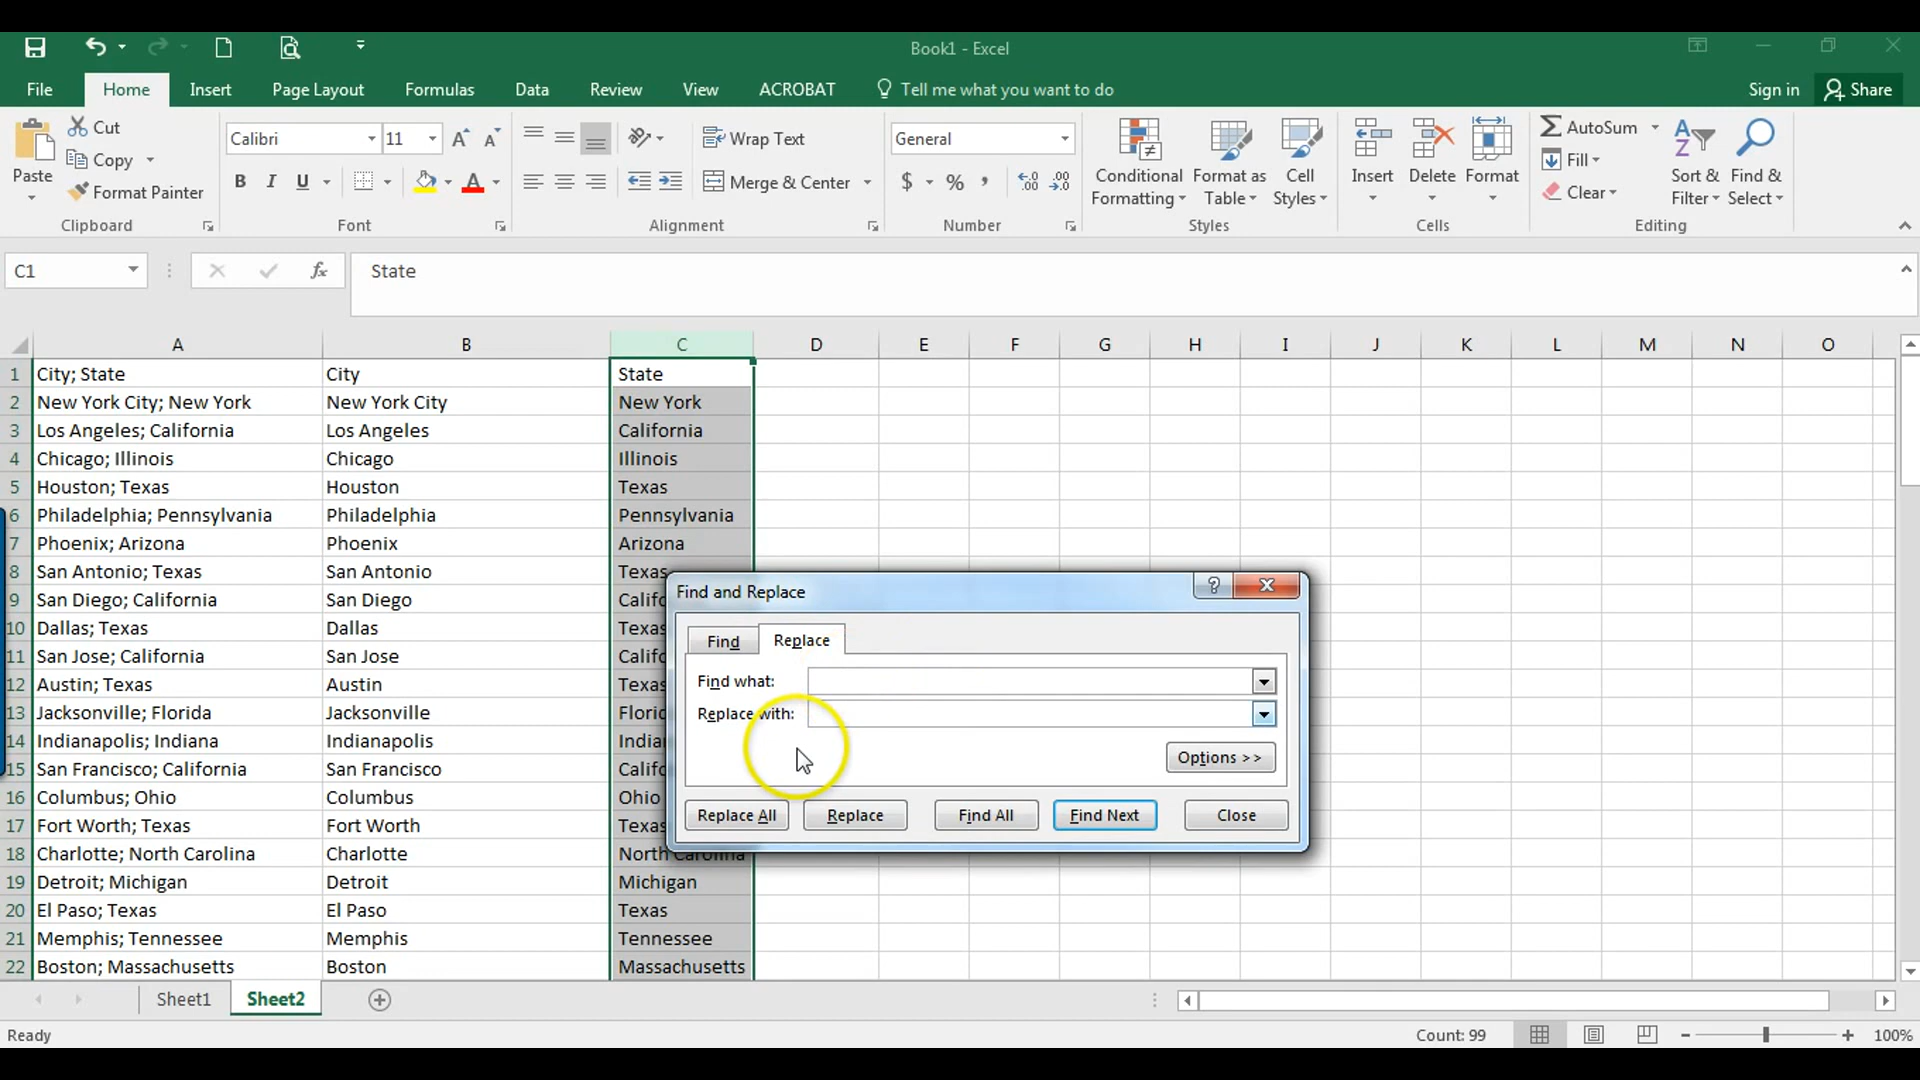 Book1 - Excel
File Home Insert Page Layout Formulas Data Review View ACROBAT Tell me what you want to do Sign in Share
Cut
Copy
Format Painter
Paste
Clipboard
Calibri 11
B I U A
Font
Wrap Text
Merge & Center
Alignment
General
$ % ,
Number
Conditional Formatting
Format as Table
Cell Styles
Styles
Insert Delete Format
Cells
AutoSum
Fill
Clear
Sort & Filter
Find & Select
Editing
C1 fx State
A B C D E F G H I J K L M N O
1 City; State City State
2 New York City; New York New York City New York
3 Los Angeles; California Los Angeles California
4 Chicago; Illinois Chicago Illinois
5 Houston; Texas Houston Texas
6 Philadelphia; Pennsylvania Philadelphia Pennsylvania
7 Phoenix; Arizona Phoenix Arizona
8 San Antonio; Texas San Antonio Texas
9 San Diego; California San Diego Califo
10 Dallas; Texas Dallas Texas
11 San Jose; California San Jose Califo
12 Austin; Texas Austin Texas
13 Jacksonville; Florida Jacksonville Florid
14 Indianapolis; Indiana Indianapolis India
15 San Francisco; California San Francisco Califo
16 Columbus; Ohio Columbus Ohio
17 Fort Worth; Texas Fort Worth Texas
18 Charlotte; North Carolina Charlotte North Carolina
19 Detroit; Michigan Detroit Michigan
20 El Paso; Texas El Paso Texas
21 Memphis; Tennessee Memphis Tennessee
22 Boston; Massachusetts Boston Massachusetts
Find and Replace
Find Replace
Find what:
Replace with:
Options >>
Replace All Replace Find All Find Next Close
Sheet1 Sheet2
Ready Count: 99 100%